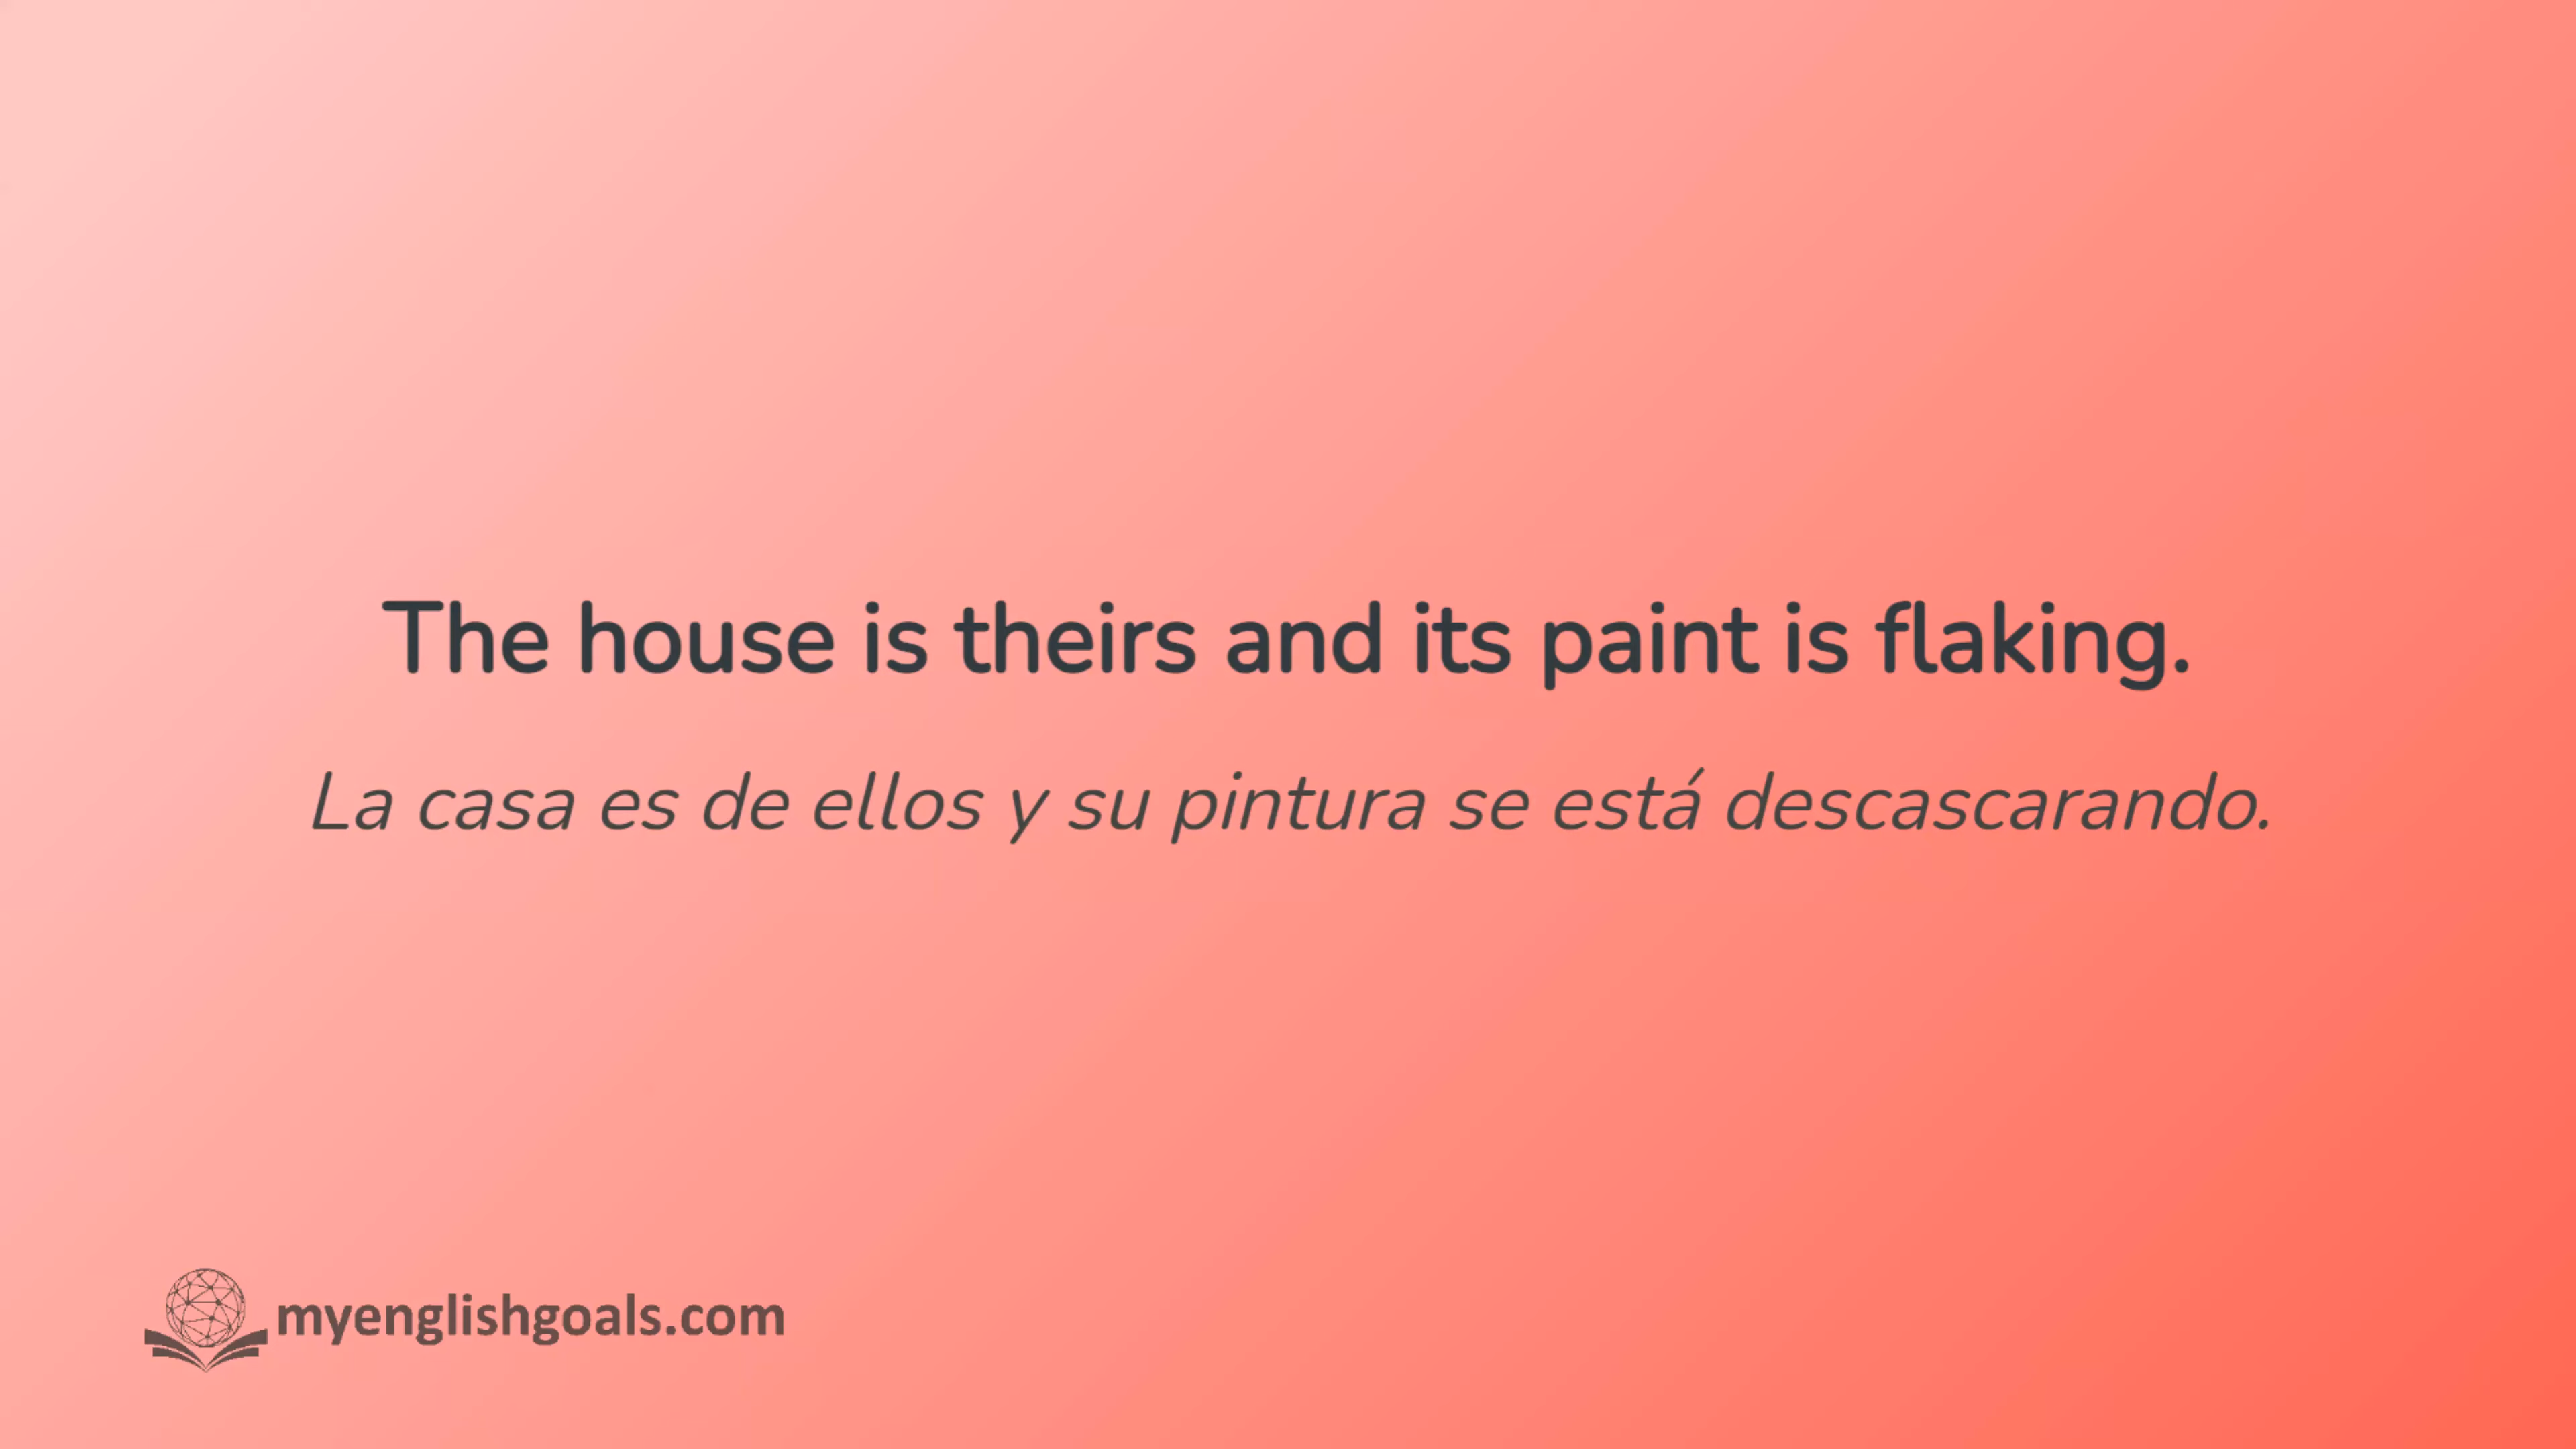 The house is theirs and its paint is flaking.
La casa es de ellos y su pintura se está descascarando.
myenglishgoals.com